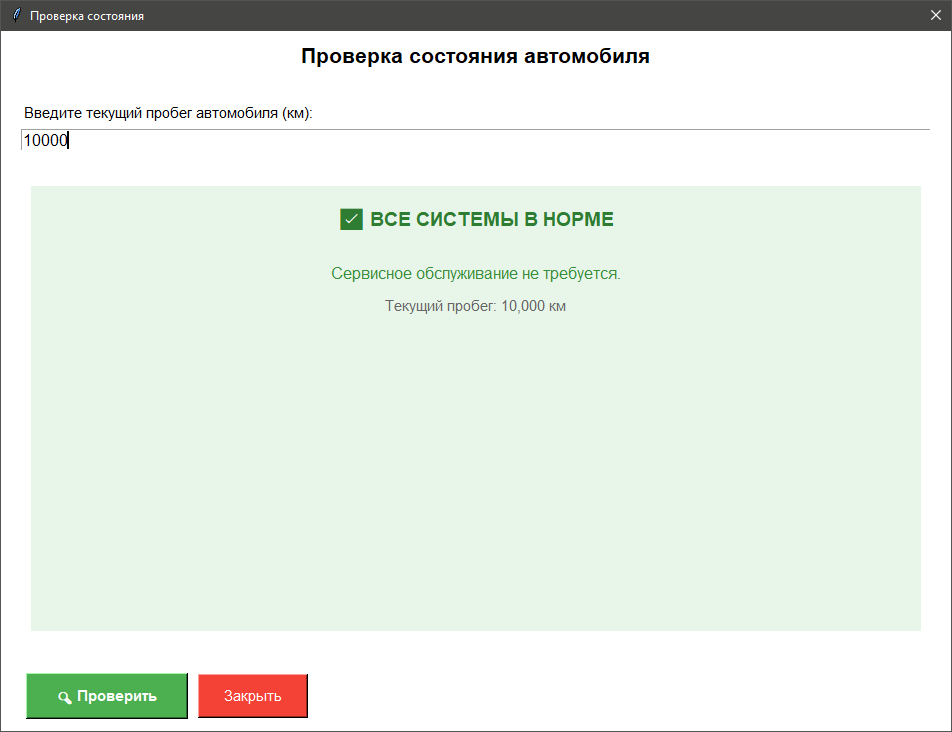 Проверка состояния
Проверка состояния автомобиля
Введите текущий пробег автомобиля (км):
10000
ВСЕ СИСТЕМЫ В НОРМЕ
Сервисное обслуживание не требуется.
Текущий пробег: 10,000 км
Проверить
Закрыть